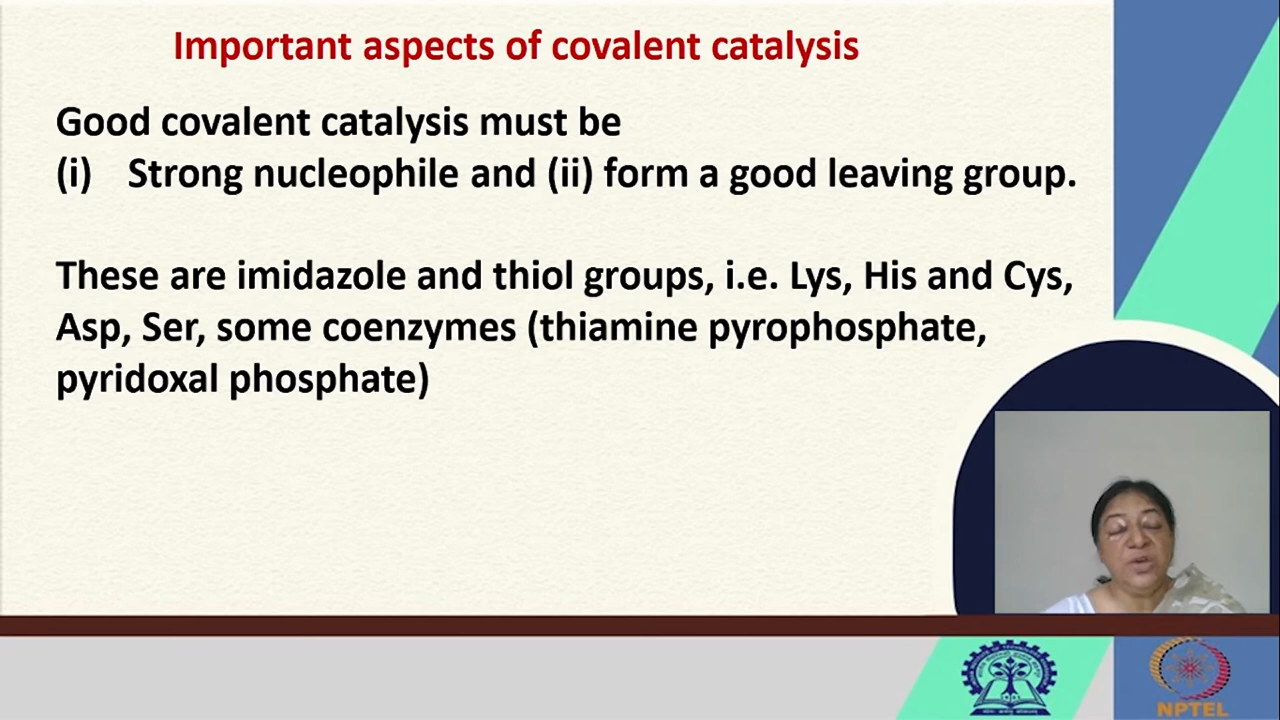 Important aspects of covalent catalysis
Good covalent catalysis must be
(i) Strong nucleophile and (ii) form a good leaving group.
These are imidazole and thiol groups, i.e. Lys, His and Cys,
Asp, Ser, some coenzymes (thiamine pyrophosphate,
pyridoxal phosphate)
NPTEL